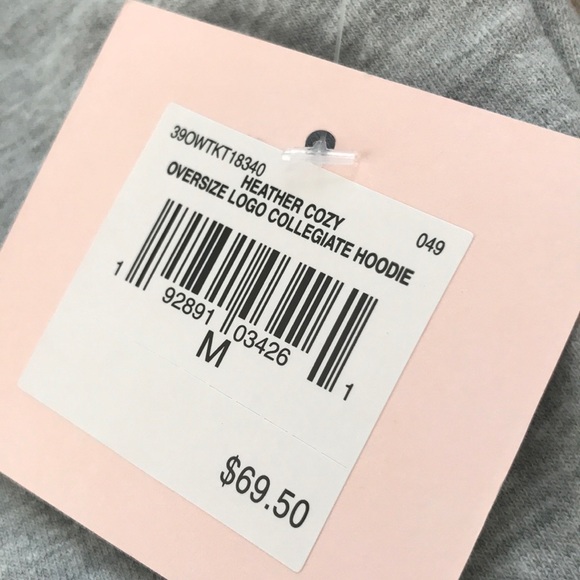 39OWTKT18340
049
HEATHER COZY
OVERSIZE LOGO COLLEGIATE HOODIE
1 92891 03426 1
M
$69.50